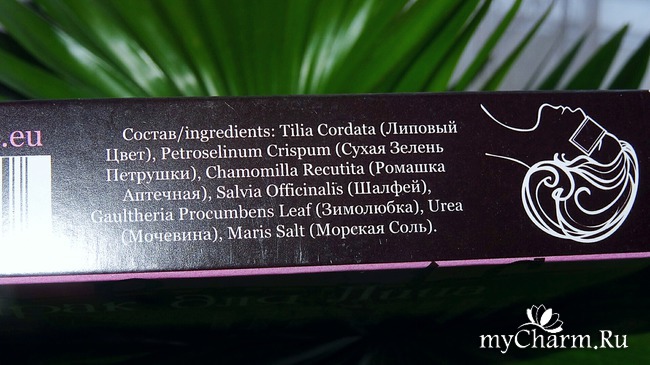 s.eu
Состав/ingredients: Tilia Cordata (Липовый
Цвет), Petroselinum Crispum (Сухая Зелень
Петрушки), Chamomilla Recutita (Ромашка
Аптечная), Salvia Officinalis (Шалфей),
Gaultheria Procumbens Leaf (Зимолюбка), Urea
(Мочевина), Maris Salt (Морская Соль).
myCharm.Ru